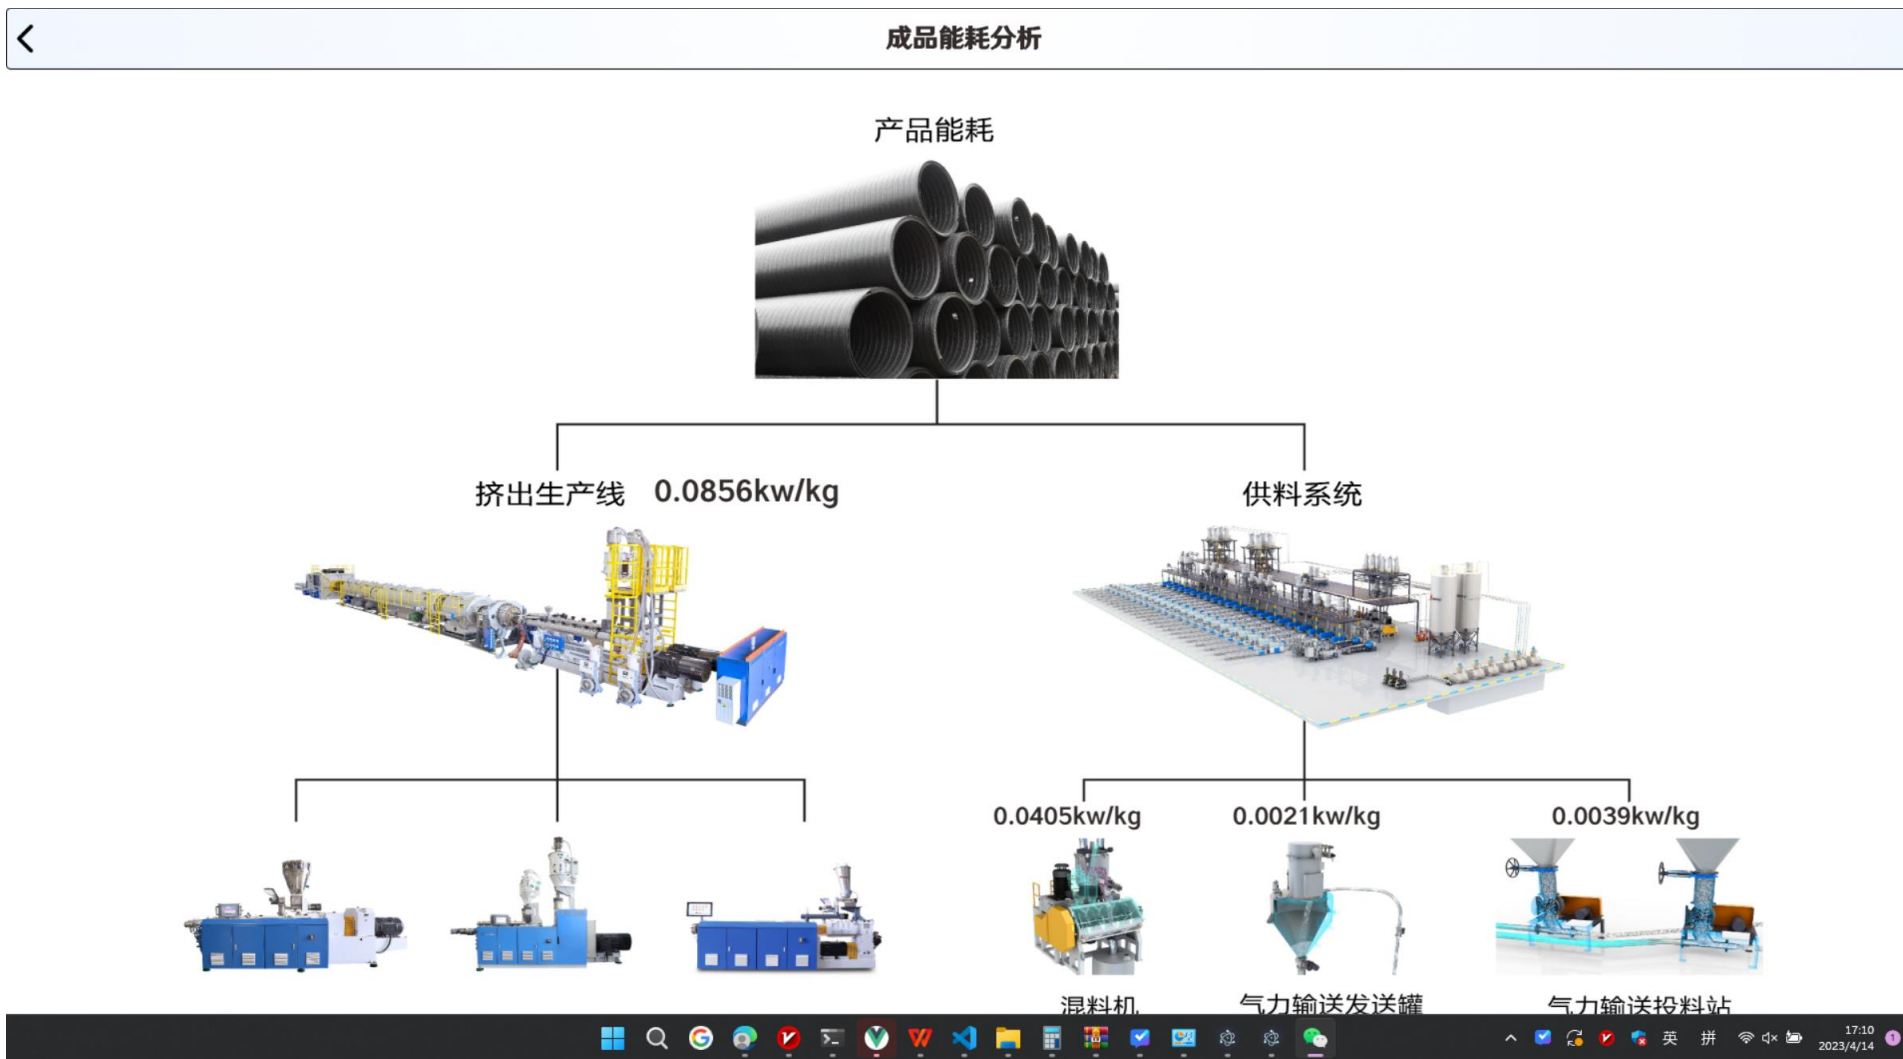 成品能耗分析
产品能耗
挤出生产线 0.0856kw/kg
供料系统
0.0405kw/kg
0.0021kw/kg
0.0039kw/kg
混料机
气力输送发送罐
气力输送投料站
英
拼
17:10
2023/4/14